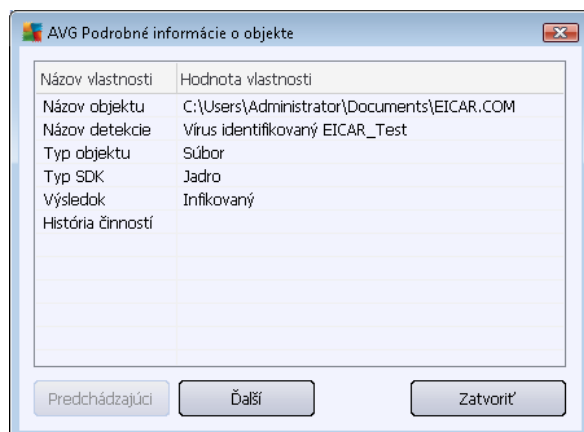 AVG Podrobné informácie o objekte
Názov vlastnosti Hodnota vlastnosti
Názov objektu C:\Users\Administrator\Documents\EICAR.COM
Názov detekcie Vírus identifikovaný EICAR_Test
Typ objektu Súbor
Typ SDK Jadro
Výsledok Infikovaný
História činností
Predchádzajúci Ďalší Zatvoriť